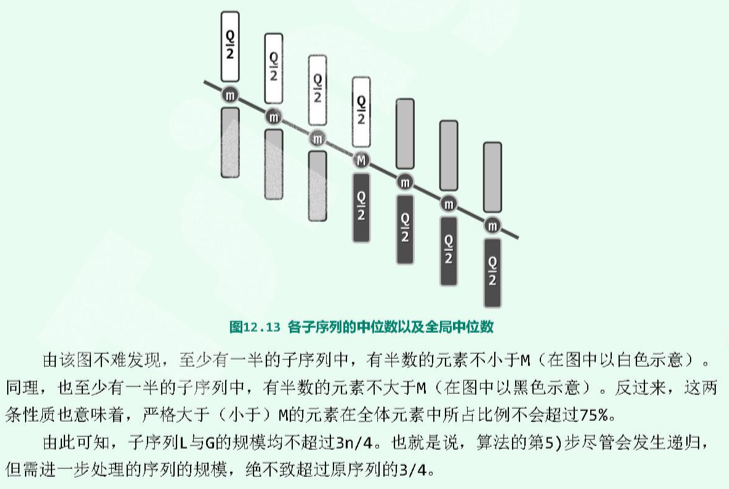 Q/2
Q/2
Q/2
Q/2
m
m
m
M
m
m
m
Q/2
Q/2
Q/2
Q/2
图12.13 各子序列的中位数以及全局中位数
由该图不难发现，至少有一半的子序列中，有半数的元素不小于M（在图中以白色示意）。
同理，也至少有一半的子序列中，有半数的元素不大于M（在图中以黑色示意）。反过来，这两
条性质也意味着，严格大于（小于）M的元素在全体元素中所占比例不会超过75%。
由此可知，子序列L与G的规模均不超过3n/4。也就是说，算法的第5)步尽管会发生递归，
但需进一步处理的序列的规模，绝不致超过原序列的3/4。